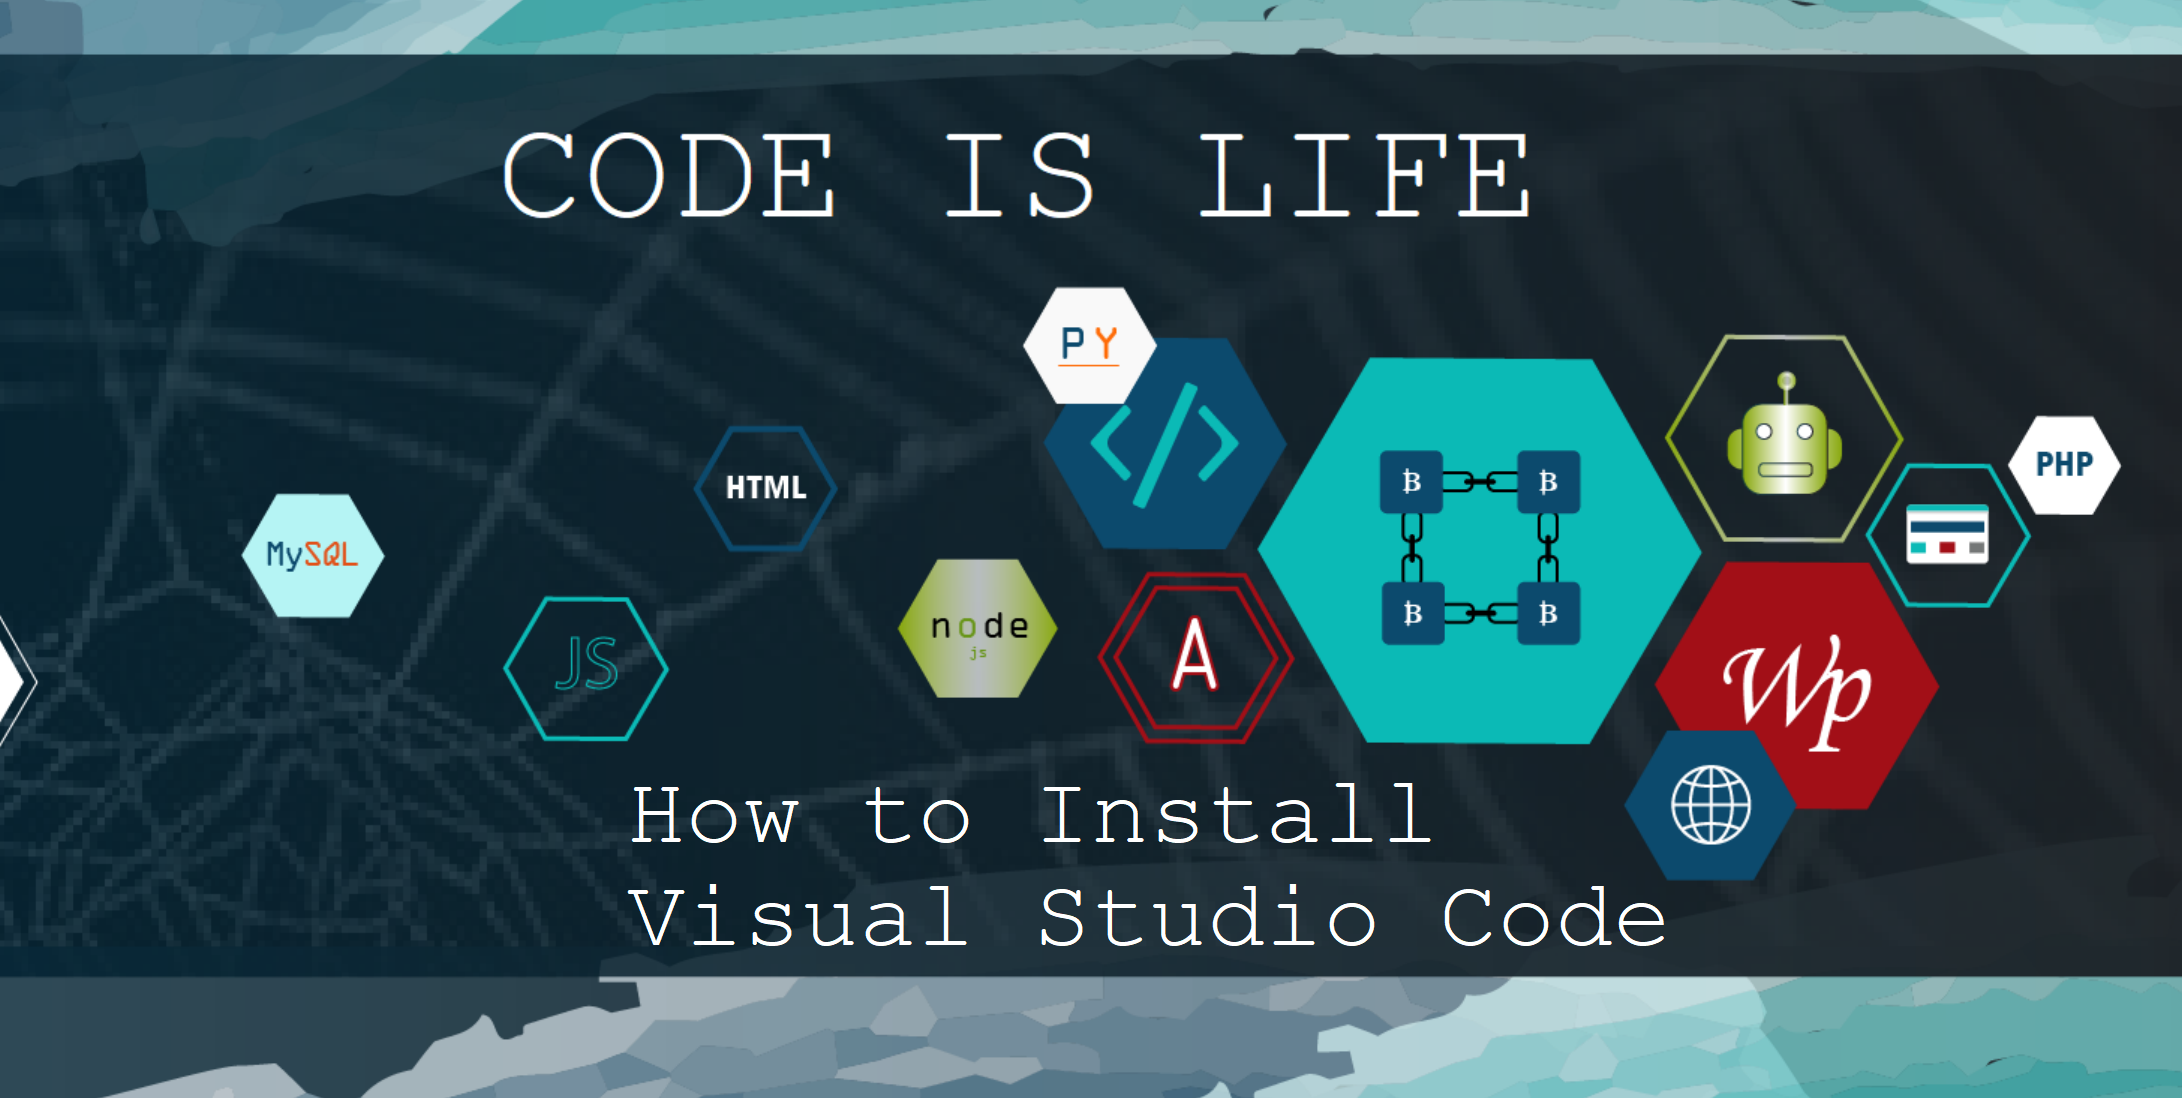 CODE IS LIFE
PY
HTML
PHP
MySQL
node
js
JS
A
Wp
B B
B B
How to Install
Visual Studio Code